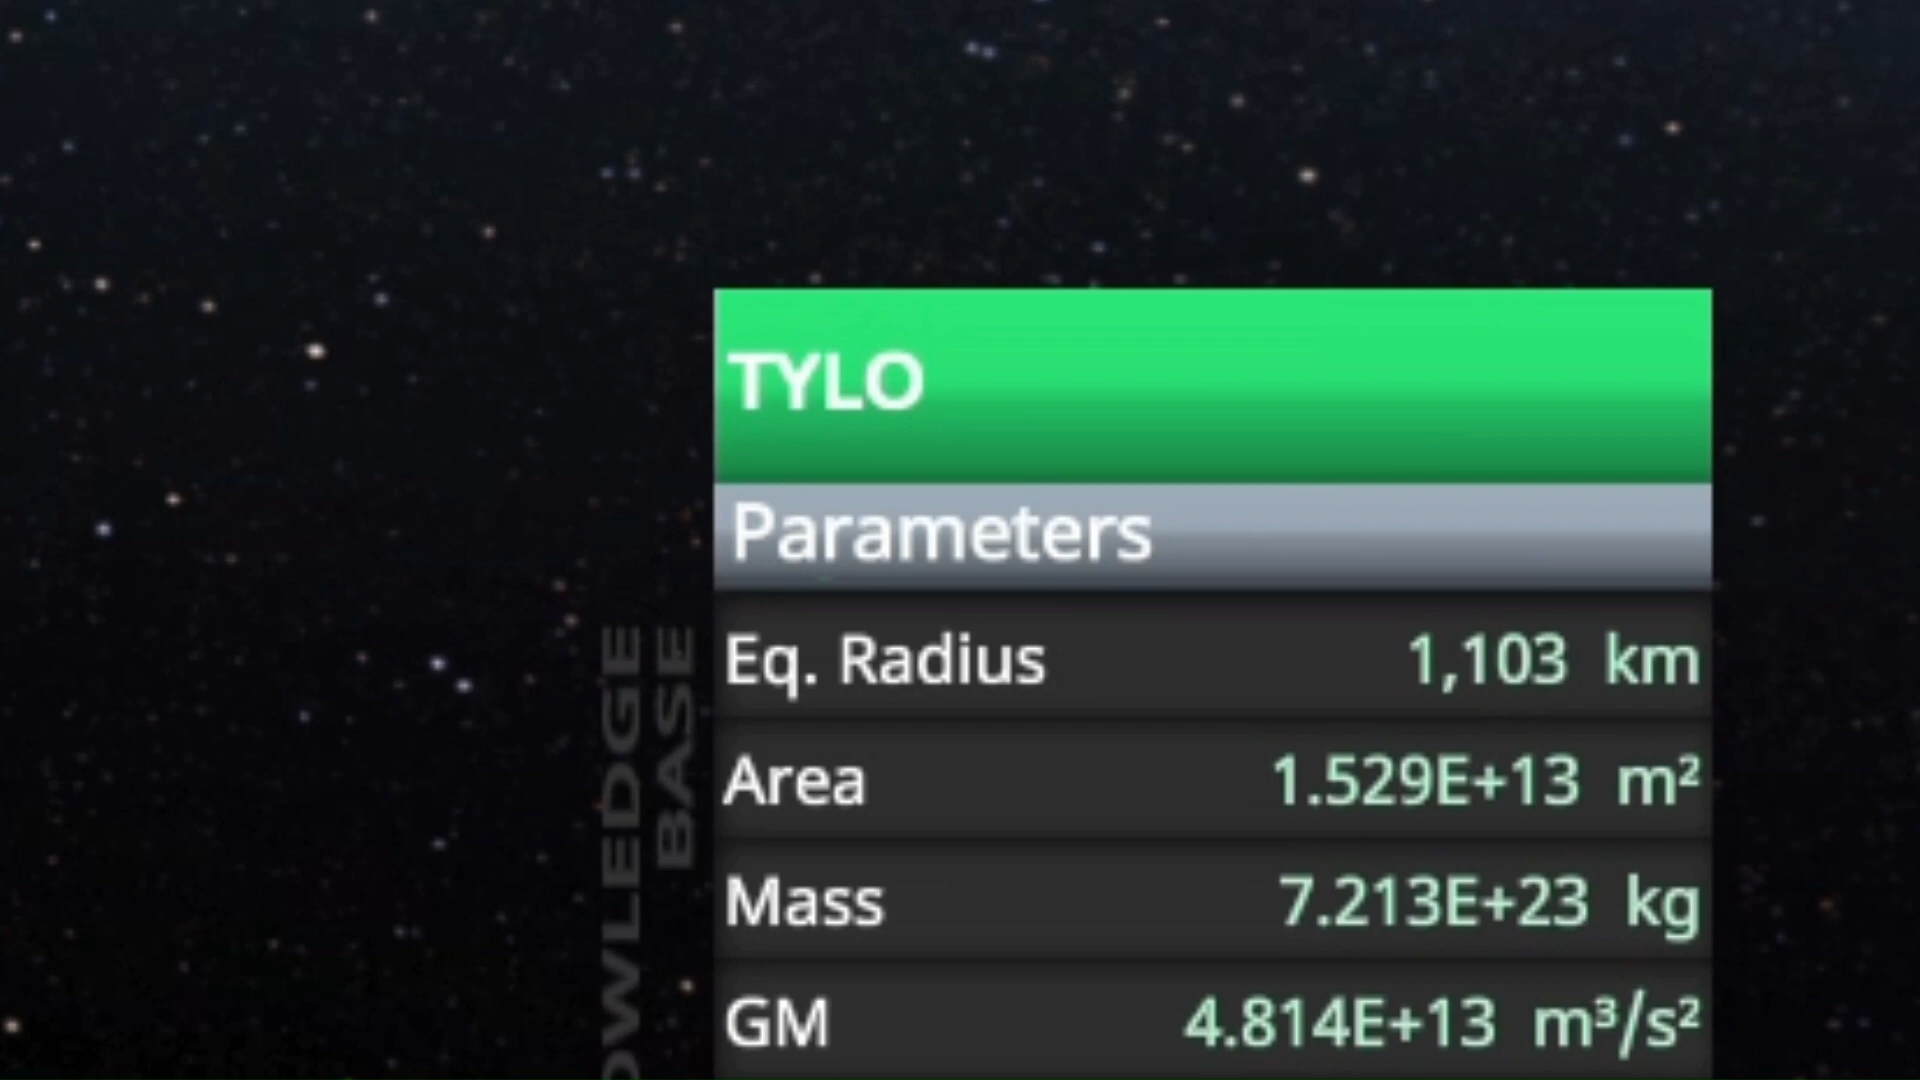 TYLO
Parameters
Eq. Radius 1,103 km
Area 1.529E+13 m²
Mass 7.213E+23 kg
GM 4.814E+13 m³/s²
BASE